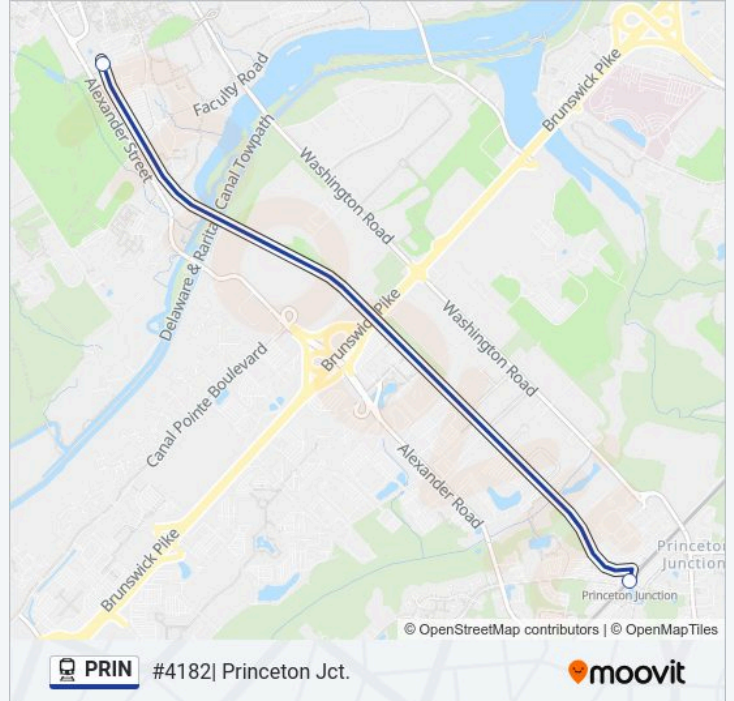 Faculty Road
Alexander Street
Brunswick Pike
Delaware & Raritan Canal Towpath
Washington Road
Brunswick Pike
Washington Road
Canal Pointe Boulevard
Alexander Road
Brunswick Pike
Princeton
Junction
Princeton Junction
© OpenStreetMap contributors | © OpenMapTiles
PRIN #4182| Princeton Jct.
moovit